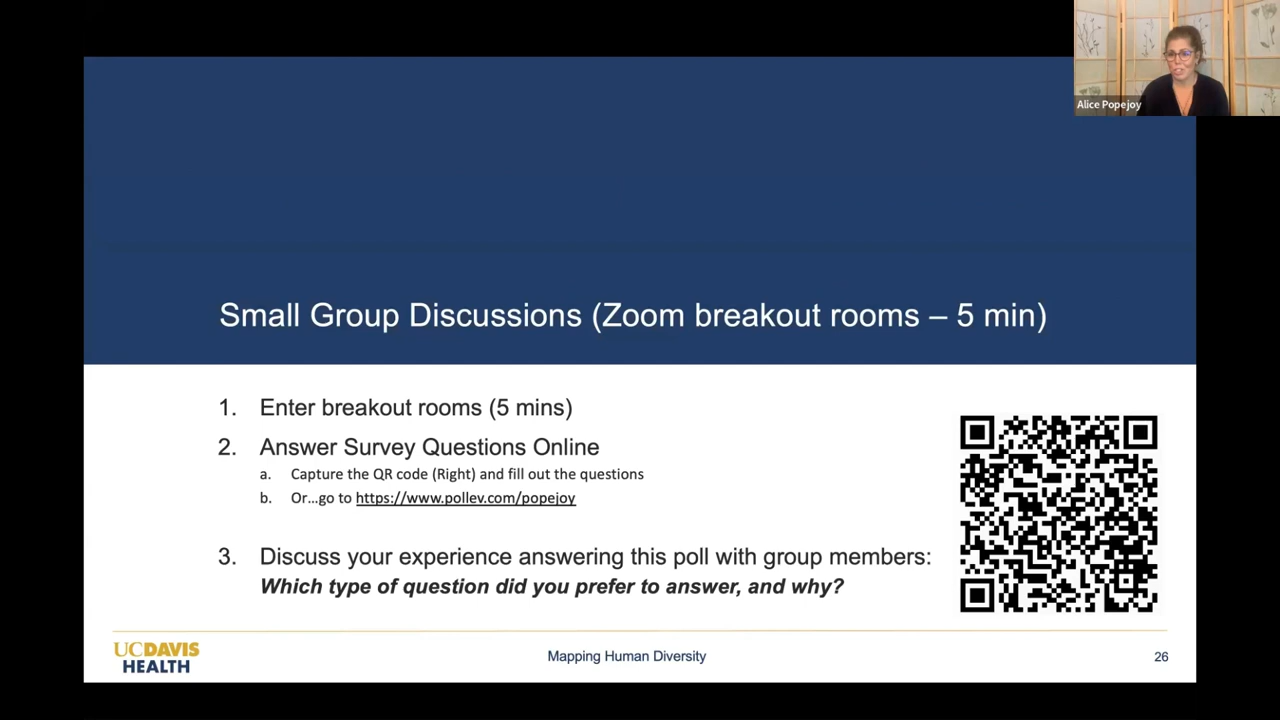 Alice Popejoy
Small Group Discussions (Zoom breakout rooms – 5 min)
1. Enter breakout rooms (5 mins)
2. Answer Survey Questions Online
a. Capture the QR code (Right) and fill out the questions
b. Or…go to https://www.pollev.com/popejoy
3. Discuss your experience answering this poll with group members:
Which type of question did you prefer to answer, and why?
UCDAVIS
HEALTH
Mapping Human Diversity
26